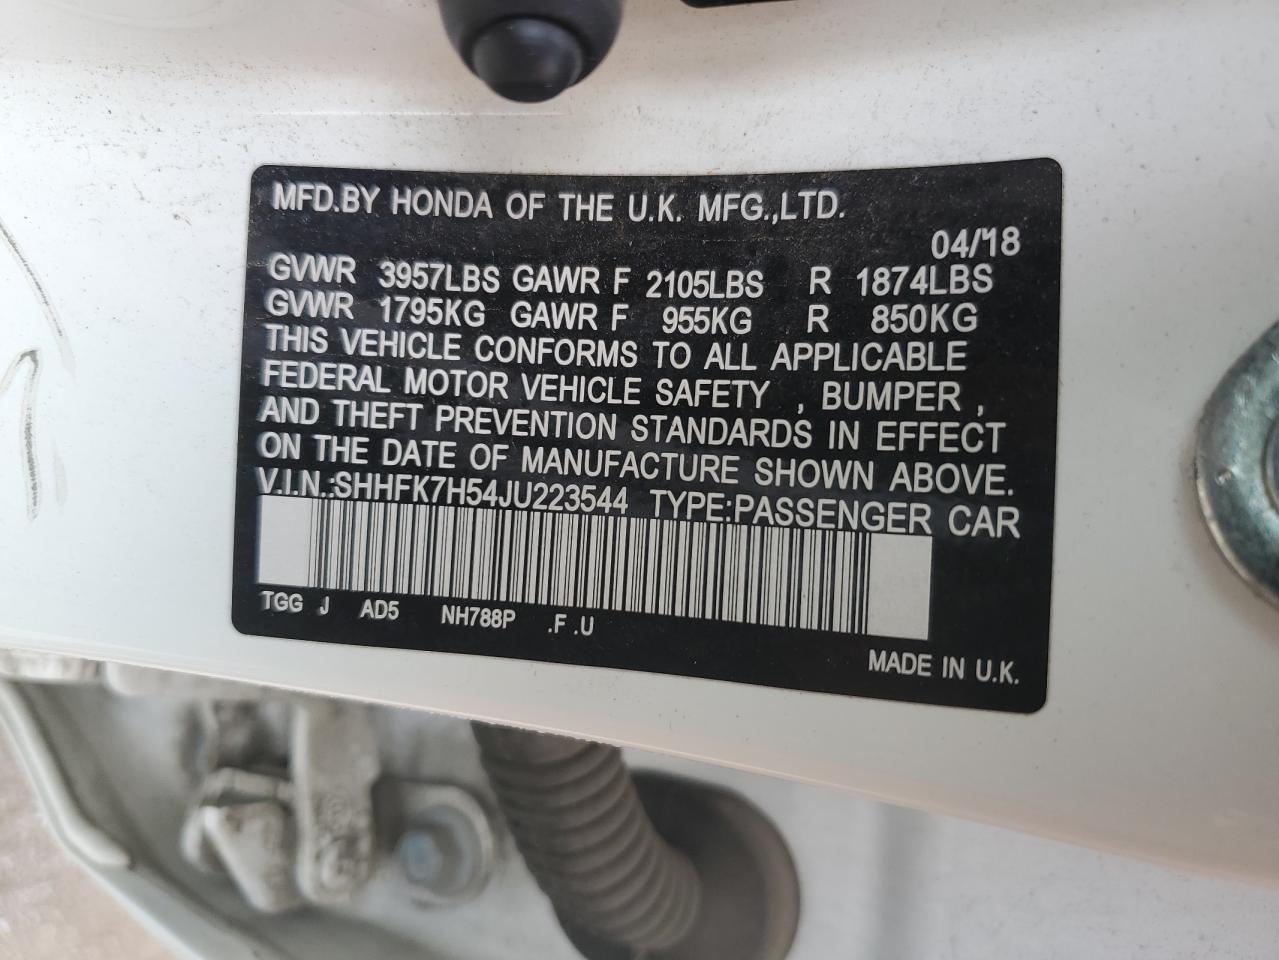 MFD.BY HONDA OF THE U.K. MFG.,LTD.
04/18
GVWR 3957LBS GAWR F 2105LBS R 1874LBS
GVWR 1795KG GAWR F 955KG R 850KG
THIS VEHICLE CONFORMS TO ALL APPLICABLE
FEDERAL MOTOR VEHICLE SAFETY , BUMPER ,
AND THEFT PREVENTION STANDARDS IN EFFECT
ON THE DATE OF MANUFACTURE SHOWN ABOVE.
V.I.N.:SHHFK7H54JU223544 TYPE:PASSENGER CAR
TGG J AD5 NH788P .F .U
MADE IN U.K.